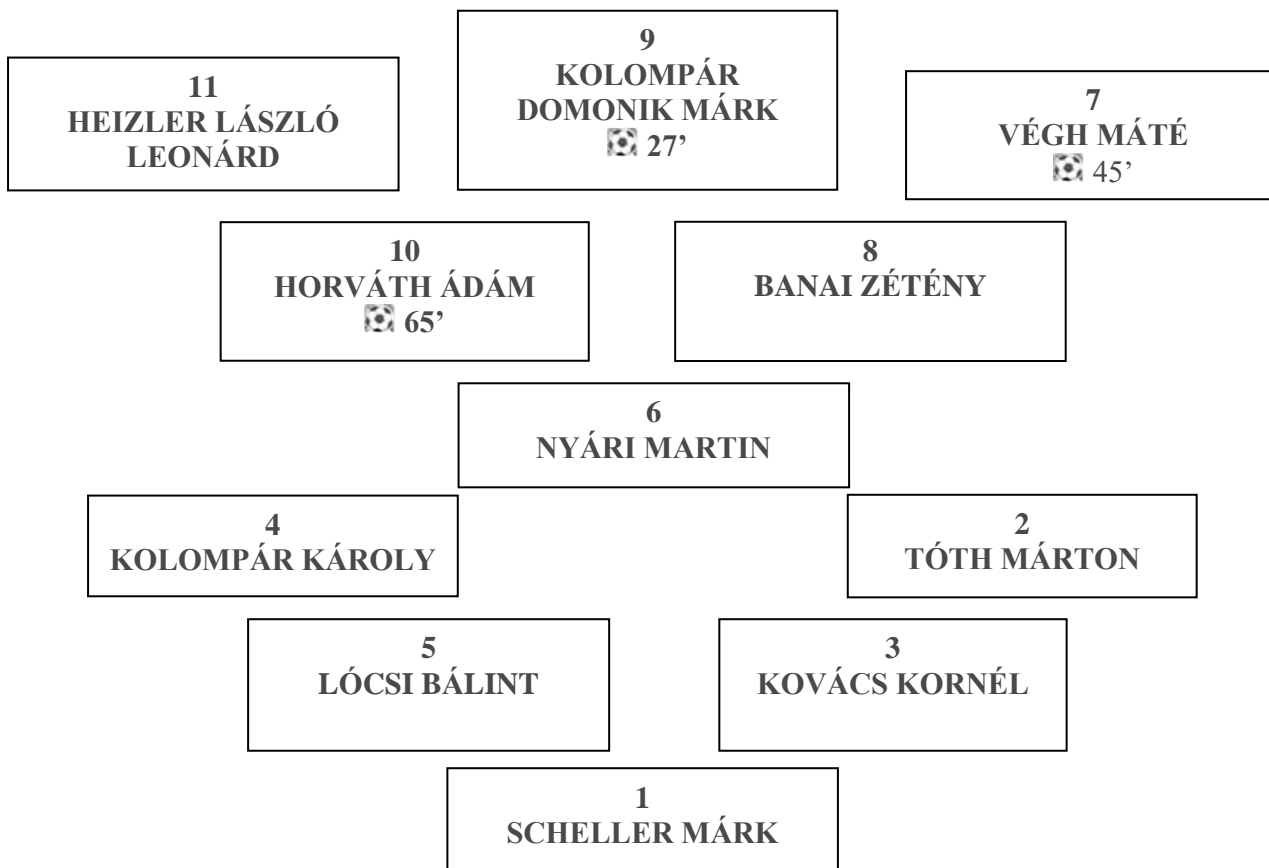 9
KOLOMPÁR
DOMONIK MÁRK
⚽ 27’
11
HEIZLER LÁSZLÓ
LEONÁRD
7
VÉGH MÁTÉ
⚽ 45’
10
HORVÁTH ÁDÁM
⚽ 65’
8
BANAI ZÉTÉNY
6
NYÁRI MARTIN
4
KOLOMPÁR KÁROLY
2
TÓTH MÁRTON
5
LÓCSI BÁLINT
3
KOVÁCS KORNÉL
1
SCHELLER MÁRK